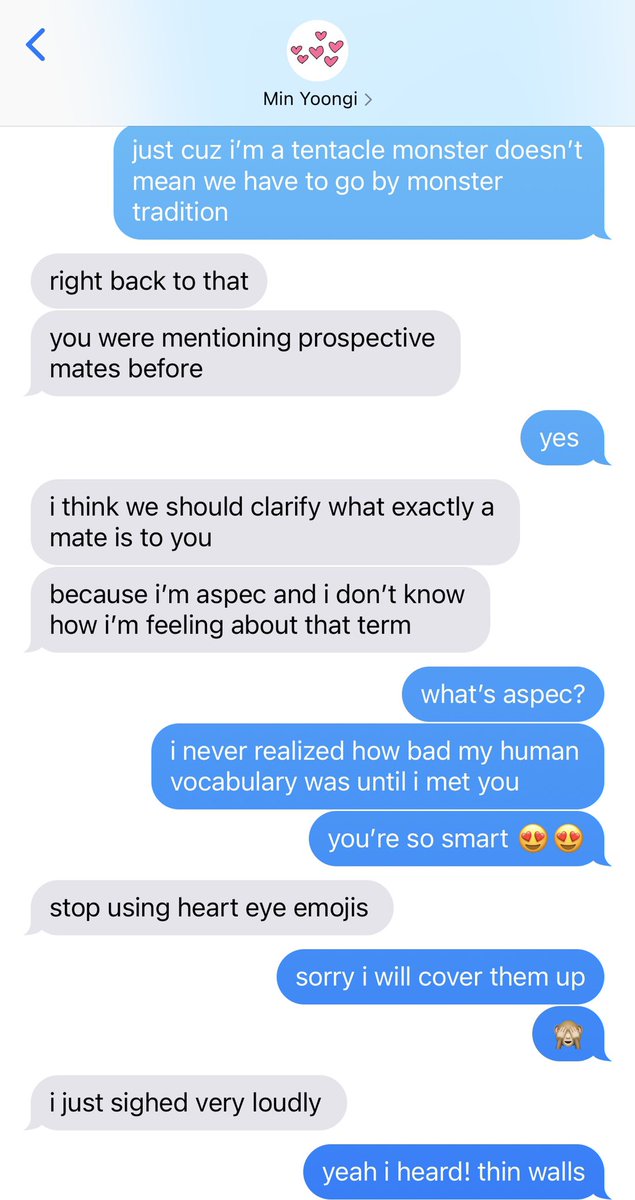 Min Yoongi
just cuz i’m a tentacle monster doesn’t
mean we have to go by monster
tradition
right back to that
you were mentioning prospective
mates before
yes
i think we should clarify what exactly a
mate is to you
because i’m aspec and i don’t know
how i’m feeling about that term
what’s aspec?
i never realized how bad my human
vocabulary was until i met you
you’re so smart 😍😍
stop using heart eye emojis
sorry i will cover them up
🙈
i just sighed very loudly
yeah i heard! thin walls